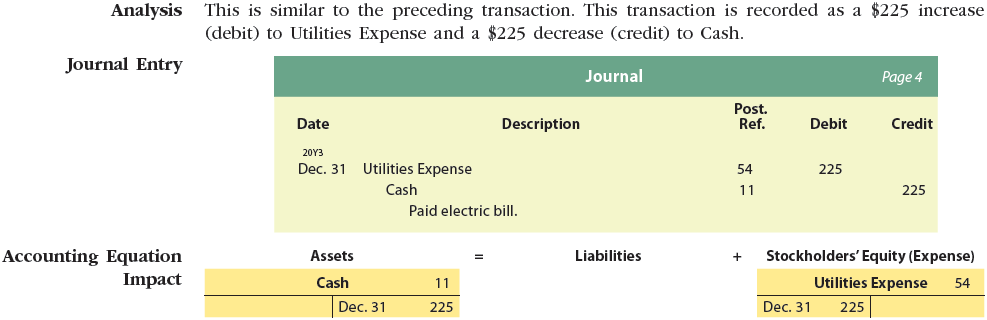 Analysis This is similar to the preceding transaction. This transaction is recorded as a $225 increase
(debit) to Utilities Expense and a $225 decrease (credit) to Cash.
Journal Entry
Journal Page 4
Post.
Date Description Ref. Debit Credit
20Y3
Dec. 31 Utilities Expense 54 225
Cash 11 225
Paid electric bill.
Accounting Equation Assets = Liabilities + Stockholders' Equity (Expense)
Impact Cash 11 Utilities Expense 54
Dec. 31 225 Dec. 31 225